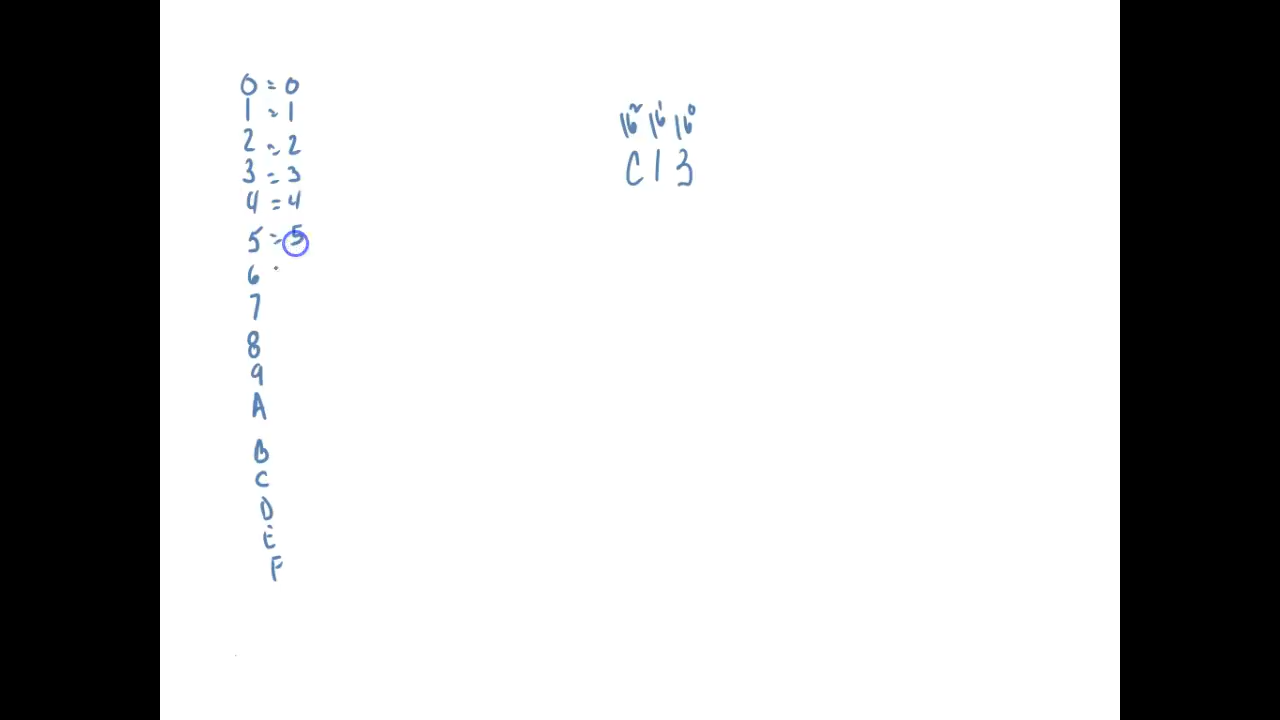 0 = 0
1 = 1
2 = 2
3 = 3
4 = 4
5 = 5
6
7
8
9
A
B
C
D
E
F
16² 16¹ 16⁰
C 1 3